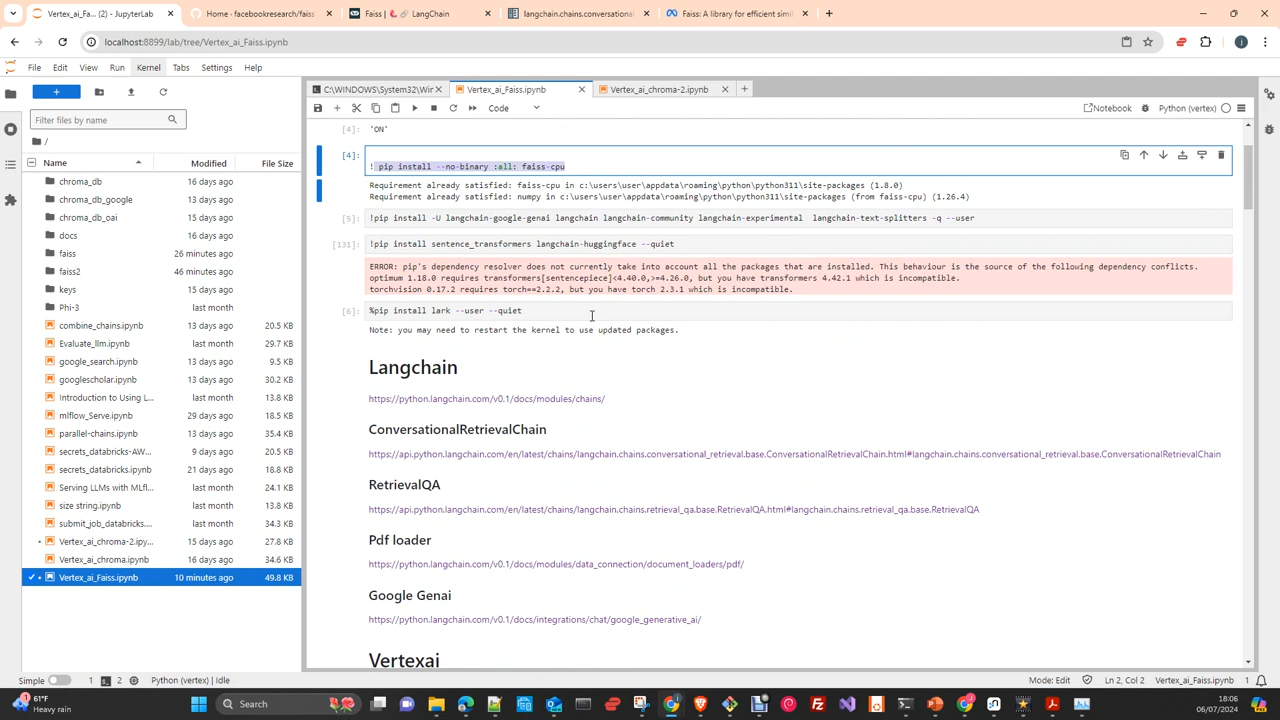 Vertex_ai_Fa... (2) - JupyterLab
Home · facebookresearch/faiss
Faiss | 🦜️🔗 LangChain
langchain.chains.conversational
Faiss: A library for efficient simil
localhost:8899/lab/tree/Vertex_ai_Faiss.ipynb
File Edit View Run Kernel Tabs Settings Help
C:\WINDOWS\System32\Wir
Vertex_ai_Faiss.ipynb
Vertex_ai_chroma-2.ipynb
Code
Notebook
Python (vertex)
Filter files by name
/
Name Modified File Size
chroma_db 13 days ago
chroma_db_google 13 days ago
chroma_db_oai 13 days ago
docs 13 days ago
faiss 26 minutes ago
faiss2 46 minutes ago
keys 13 days ago
Phi-3 last month
combine_chains.ipynb 13 days ago 20.5 KB
Evaluate_llm.ipynb last month 29.7 KB
google_search.ipynb 13 days ago 9.5 KB
googlescholar.ipynb 13 days ago 30.2 KB
Introduction to Using L... last month 13.8 KB
mlflow_Serve.ipynb 29 days ago 18.5 KB
parallel-chains.ipynb 13 days ago 35.4 KB
secrets_databricks-AW... 9 days ago 20.5 KB
secrets_databricks.ipynb 21 days ago 18.8 KB
Serving LLMs with MLfl... last month 24.1 KB
size string.ipynb last month 13.8 KB
submit_job_databricks.... last month 34.3 KB
Vertex_ai_chroma-2.ipy... 15 days ago 27.8 KB
Vertex_ai_chroma.ipynb 16 days ago 34.6 KB
Vertex_ai_Faiss.ipynb 10 minutes ago 49.8 KB
[4]: 'ON'
[4]:
! pip install --no-binary :all: faiss-cpu
Requirement already satisfied: faiss-cpu in c:\users\user\appdata\roaming\python\python311\site-packages (1.8.0)
Requirement already satisfied: numpy in c:\users\user\appdata\roaming\python\python311\site-packages (from faiss-cpu) (1.26.4)
[5]: !pip install -U langchain-google-genai langchain langchain-community langchain-experimental langchain-text-splitters -q --user
[131]: !pip install sentence_transformers langchain-huggingface --quiet
ERROR: pip's dependency resolver does not currently take into account all the packages that are installed. This behaviour is the source of the following dependency conflicts.
optimum 1.18.0 requires transformers[sentencepiece]<4.40.0,>=4.26.0, but you have transformers 4.42.1 which is incompatible.
torchvision 0.17.2 requires torch==2.2.2, but you have torch 2.3.1 which is incompatible.
[6]: %pip install lark --user --quiet
Note: you may need to restart the kernel to use updated packages.
Langchain
https://python.langchain.com/v0.1/docs/modules/chains/
ConversationalRetrievalChain
https://api.python.langchain.com/en/latest/chains/langchain.chains.conversational_retrieval.base.ConversationalRetrievalChain.html#langchain.chains.conversational_retrieval.base.ConversationalRetrievalChain
RetrievalQA
https://api.python.langchain.com/en/latest/chains/langchain.chains.retrieval_qa.base.RetrievalQA.html#langchain.chains.retrieval_qa.base.RetrievalQA
Pdf loader
https://python.langchain.com/v0.1/docs/modules/data_connection/document_loaders/pdf/
Google Genai
https://python.langchain.com/v0.1/docs/integrations/chat/google_generative_ai/
Vertexai
Simple 1 2 Python (vertex) | Idle
Mode: Edit Ln 2, Col 2 Vertex_ai_Faiss.ipynb 1
61°F
Heavy rain
Search
18:06
06/07/2024